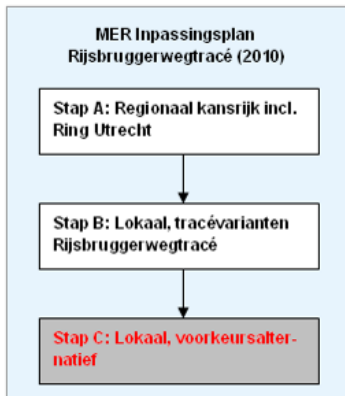 MER Inpassingsplan
Rijsbruggerwegtracé (2010)
Stap A: Regionaal kansrijk incl.
Ring Utrecht
Stap B: Lokaal, tracévarianten
Rijsbruggerwegtracé
Stap C: Lokaal, voorkeursalter-
natief